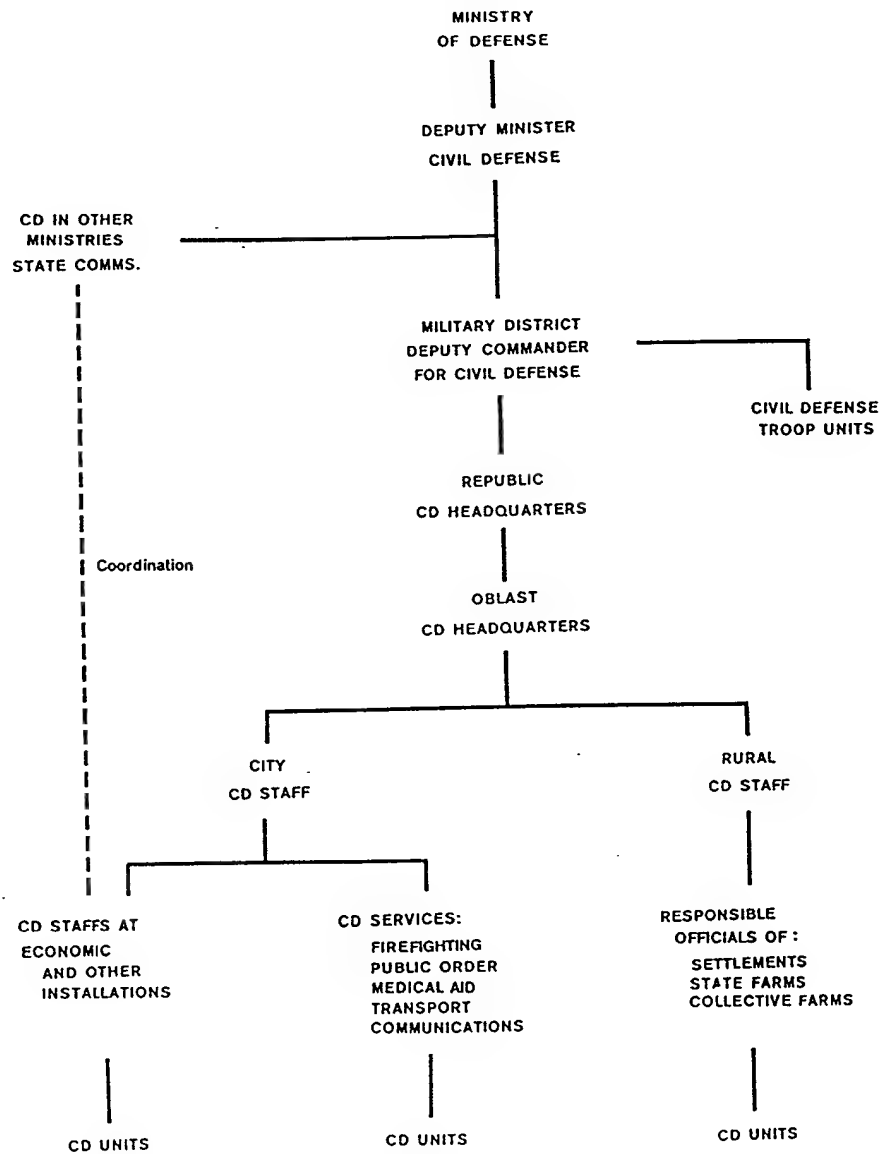 MINISTRY
OF DEFENSE
DEPUTY MINISTER
CIVIL DEFENSE
CD IN OTHER
MINISTRIES
STATE COMMS.
MILITARY DISTRICT
DEPUTY COMMANDER
FOR CIVIL DEFENSE
CIVIL DEFENSE
TROOP UNITS
REPUBLIC
CD HEADQUARTERS
Coordination
OBLAST
CD HEADQUARTERS
CITY
CD STAFF
RURAL
CD STAFF
CD STAFFS AT
ECONOMIC
AND OTHER
INSTALLATIONS
CD SERVICES:
FIREFIGHTING
PUBLIC ORDER
MEDICAL AID
TRANSPORT
COMMUNICATIONS
RESPONSIBLE
OFFICIALS OF :
SETTLEMENTS
STATE FARMS
COLLECTIVE FARMS
CD UNITS
CD UNITS
CD UNITS